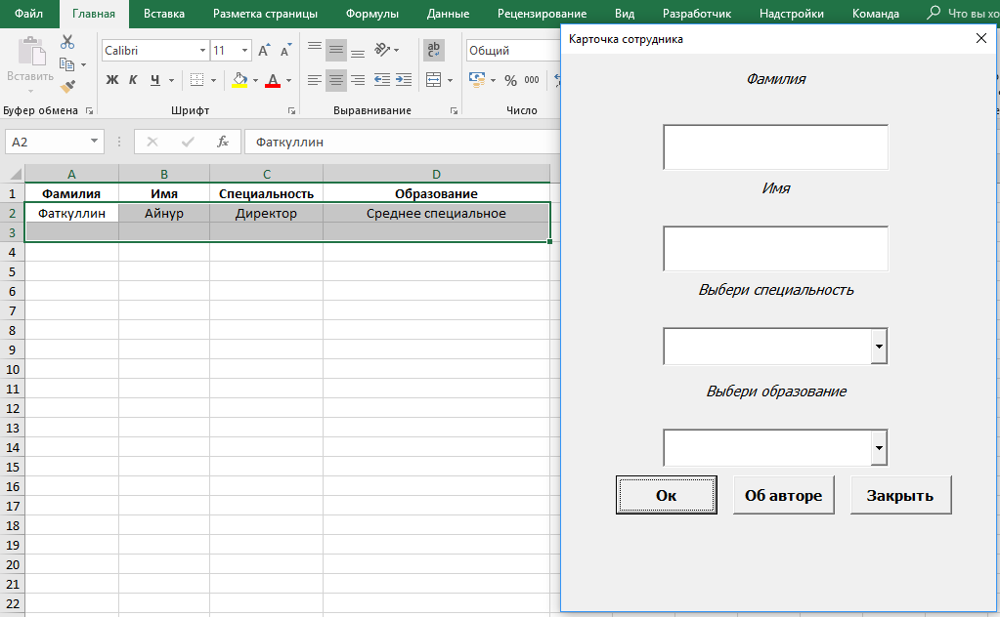 Файл Главная Вставка Разметка страницы Формулы Данные Рецензирование Вид Разработчик Надстройки Команда Что вы хо
Вставить
Calibri 11
Ж К Ч А
ab
Общий
% 000
Буфер обмена Шрифт Выравнивание Число
A2 fx Фаткуллин
A B C D
1 Фамилия Имя Специальность Образование
2 Фаткуллин Айнур Директор Среднее специальное
3
4
5
6
7
8
9
10
11
12
13
14
15
16
17
18
19
20
21
22
Карточка сотрудника
Фамилия
Имя
Выбери специальность
Выбери образование
Ок Об авторе Закрыть